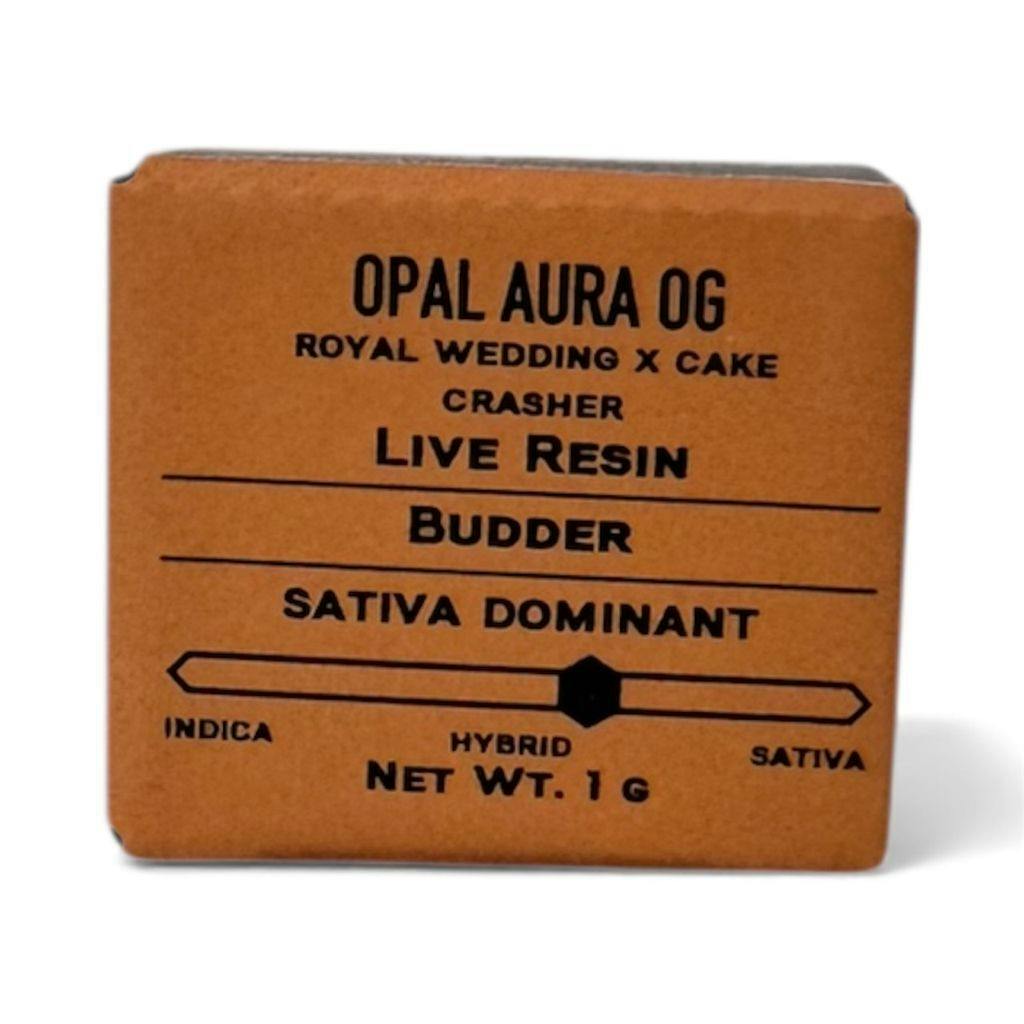 OPAL AURA OG
ROYAL WEDDING X CAKE
CRASHER
LIVE RESIN
BUDDER
SATIVA DOMINANT
INDICA
HYBRID
SATIVA
NET WT. 1 G